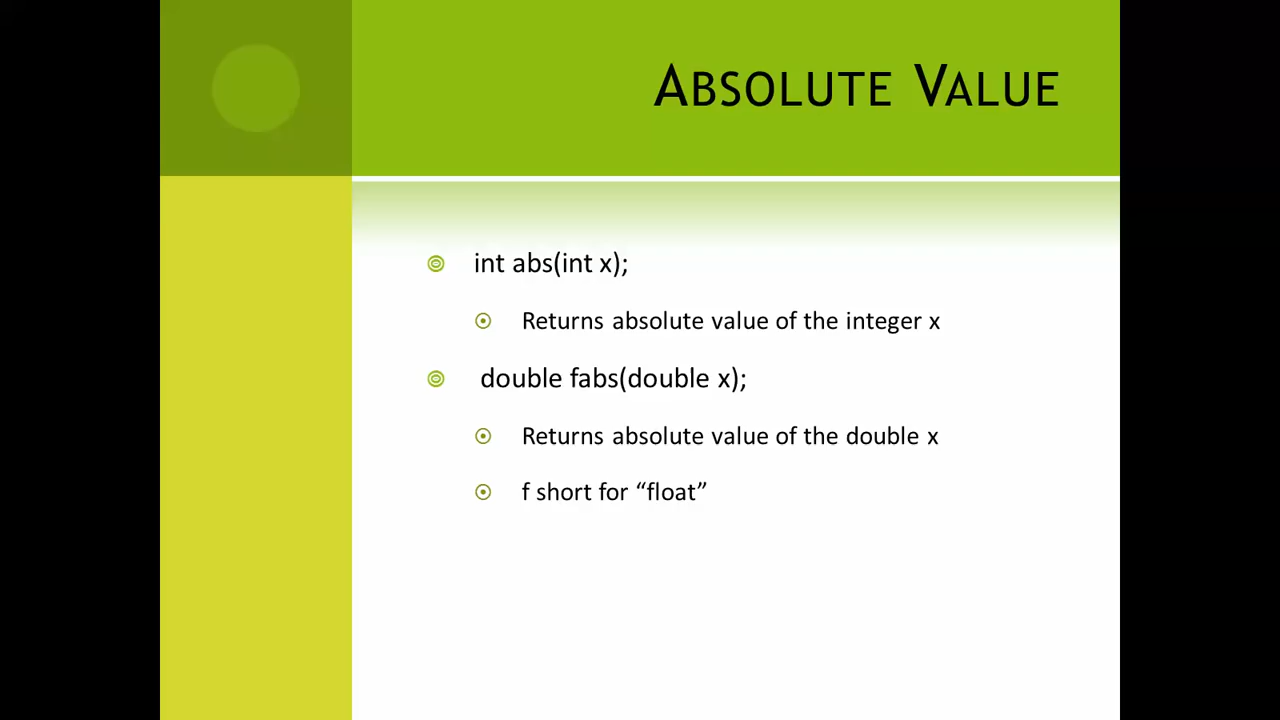 ABSOLUTE VALUE
int abs(int x);
Returns absolute value of the integer x
double fabs(double x);
Returns absolute value of the double x
f short for “float”